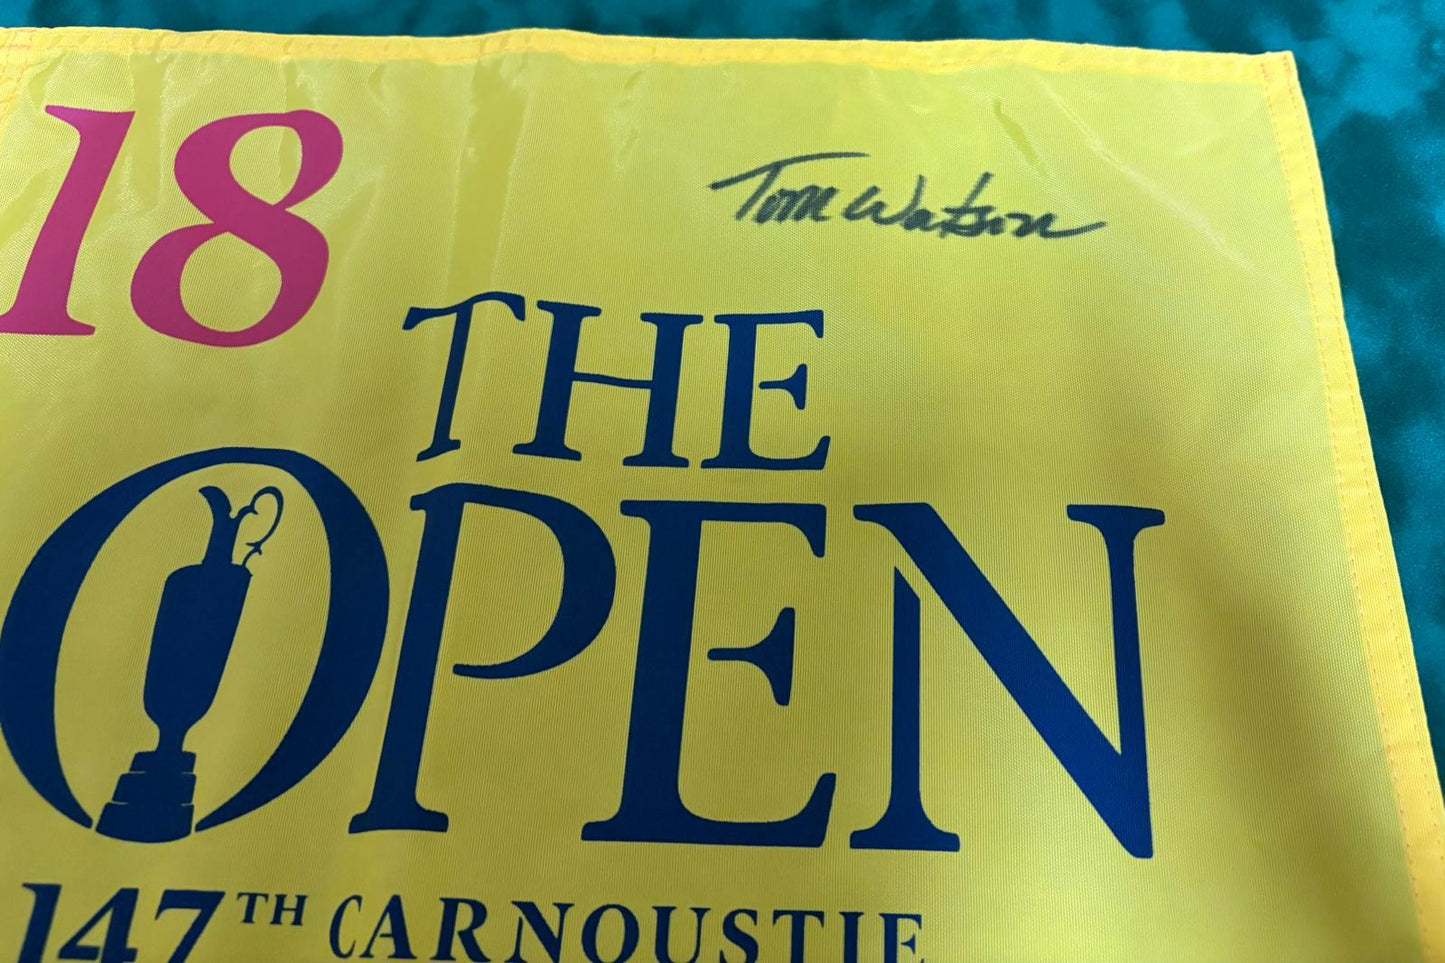 18
Tom Watson
THE
OPEN
147TH CARNOUSTIE